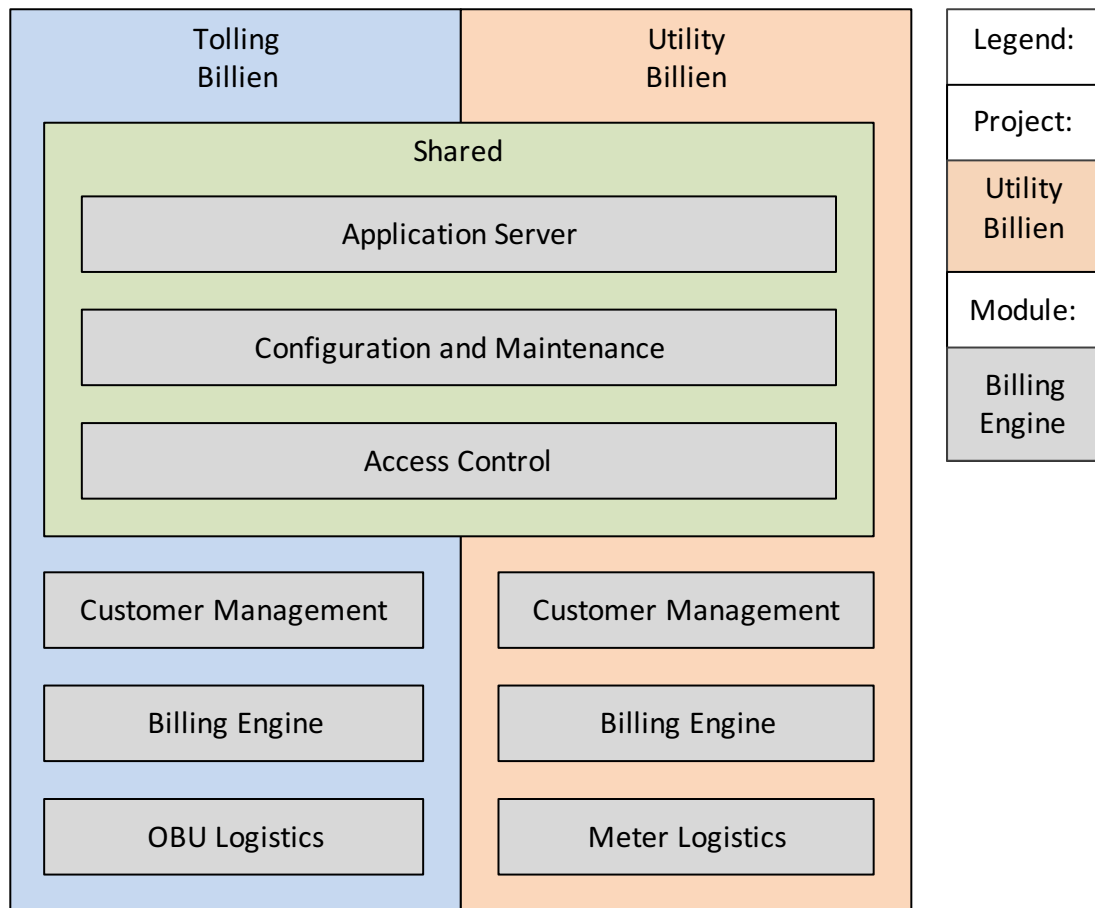 Tolling
Billien
Utility
Billien
Shared
Application Server
Configuration and Maintenance
Access Control
Customer Management
Customer Management
Billing Engine
Billing Engine
OBU Logistics
Meter Logistics
Legend:
Project:
Utility
Billien
Module:
Billing
Engine